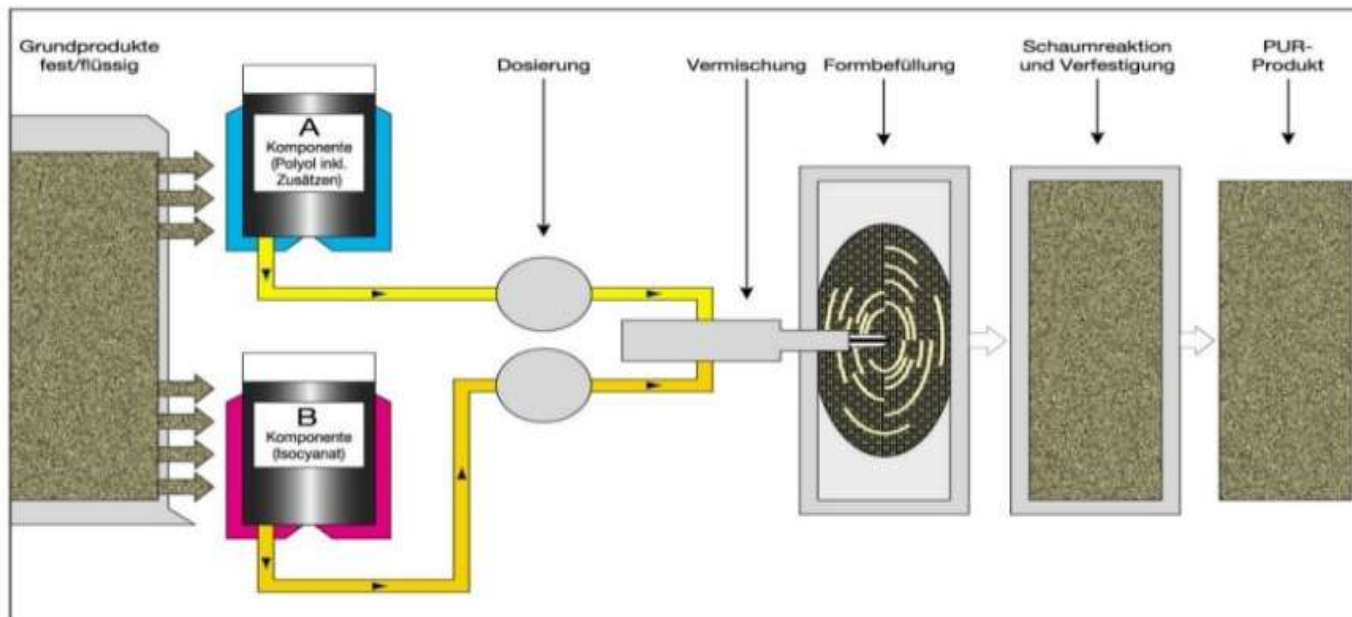 Grundprodukte
fest/flüssig
A
Komponente
(Polyol inkl.
Zusätzen)
B
Komponente
(Isocyanat)
Dosierung
Vermischung
Formbefüllung
Schaumreaktion
und Verfestigung
PUR-
Produkt